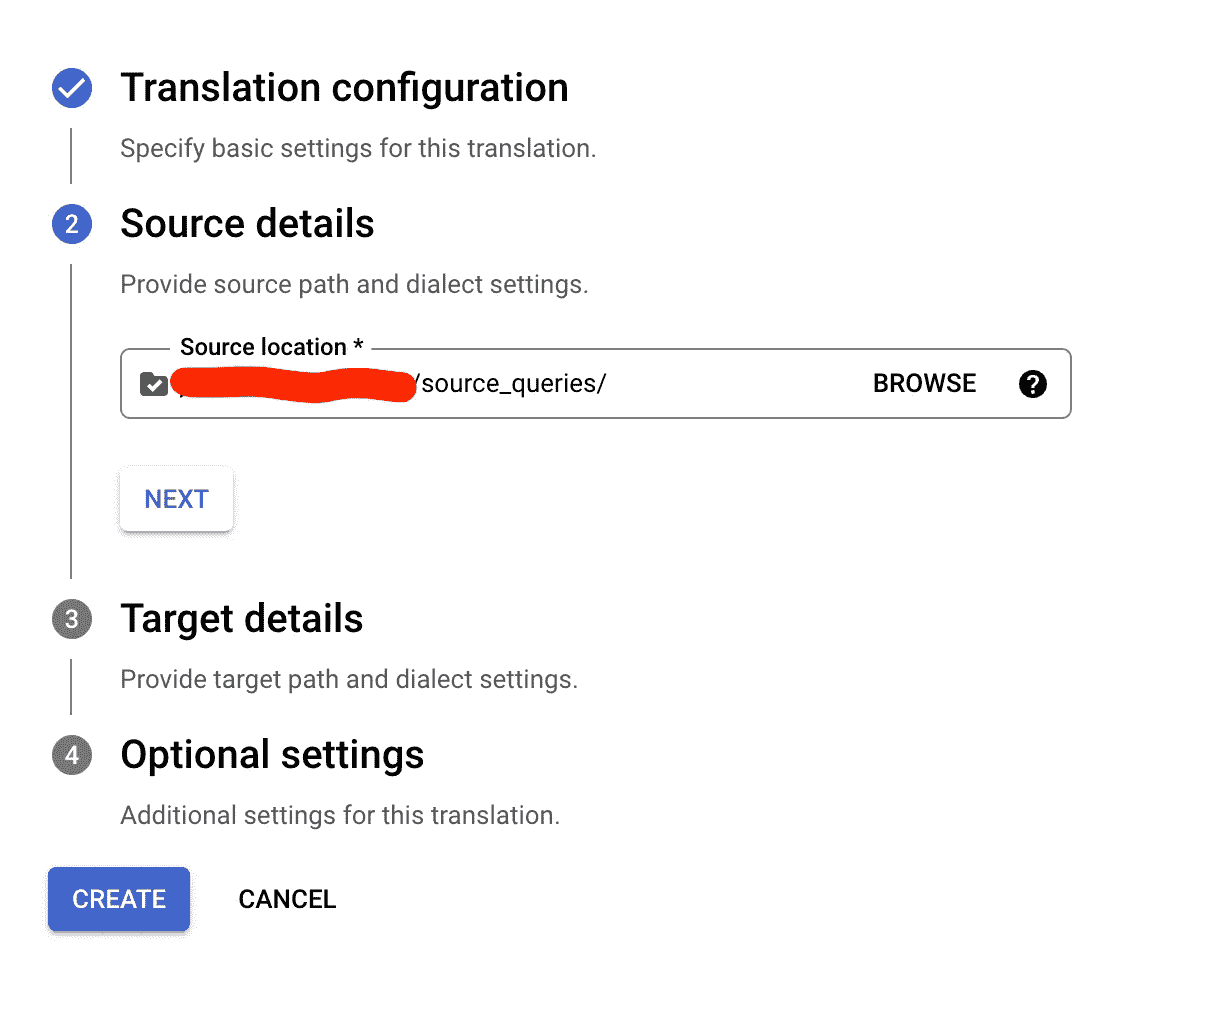 Translation configuration
Specify basic settings for this translation.
2
Source details
Provide source path and dialect settings.
Source location *
/source_queries/
BROWSE
?
NEXT
3
Target details
Provide target path and dialect settings.
4
Optional settings
Additional settings for this translation.
CREATE
CANCEL